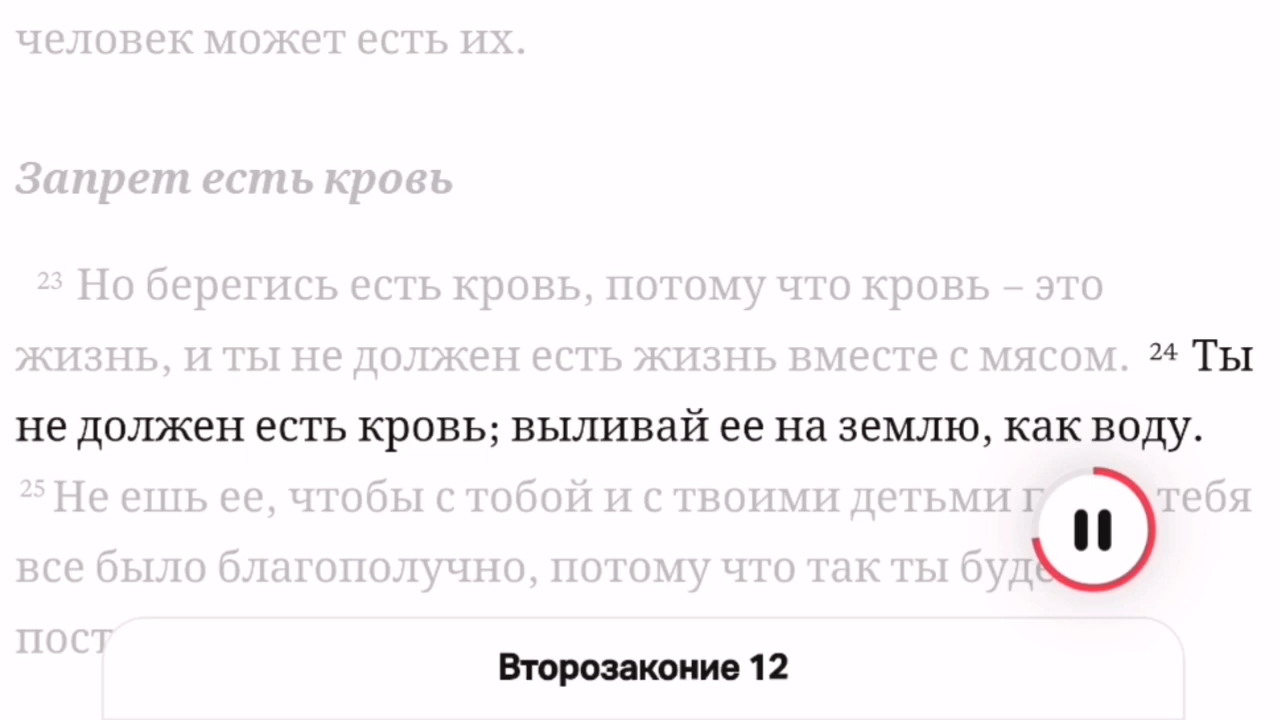 человек может есть их.
Запрет есть кровь
23 Но берегись есть кровь, потому что кровь – это
жизнь, и ты не должен есть жизнь вместе с мясом. 24 Ты
не должен есть кровь; выливай ее на землю, как воду.
25 Не ешь ее, чтобы с тобой и с твоими детьми тебя
все было благополучно, потому что так ты
Второзаконие 12